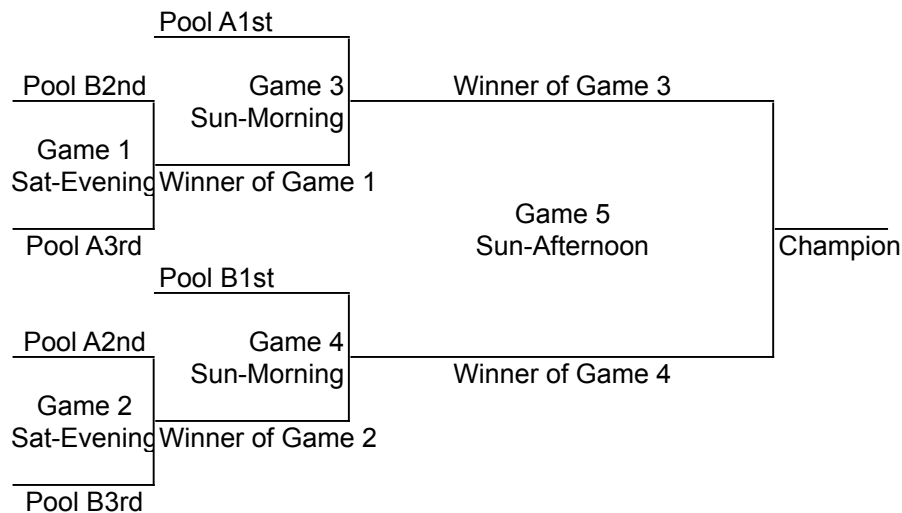 Pool A1st
Pool B2nd
Game 3
Sun-Morning
Winner of Game 3
Game 1
Sat-Evening
Winner of Game 1
Pool A3rd
Game 5
Sun-Afternoon
Champion
Pool B1st
Pool A2nd
Game 4
Sun-Morning
Winner of Game 4
Game 2
Sat-Evening
Winner of Game 2
Pool B3rd